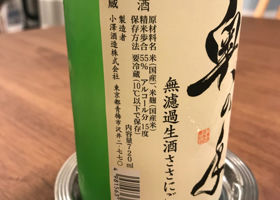 無濾過生酒 ささに
酒
原材料名 米(国産)、米麹(国産米)
精米歩合 55% アルコール分 15度
保存方法 要冷蔵(10℃以下で保存)
内容量720ml
製造者
小澤酒造株式会社
東京都青梅市沢井二-七七〇
蔵